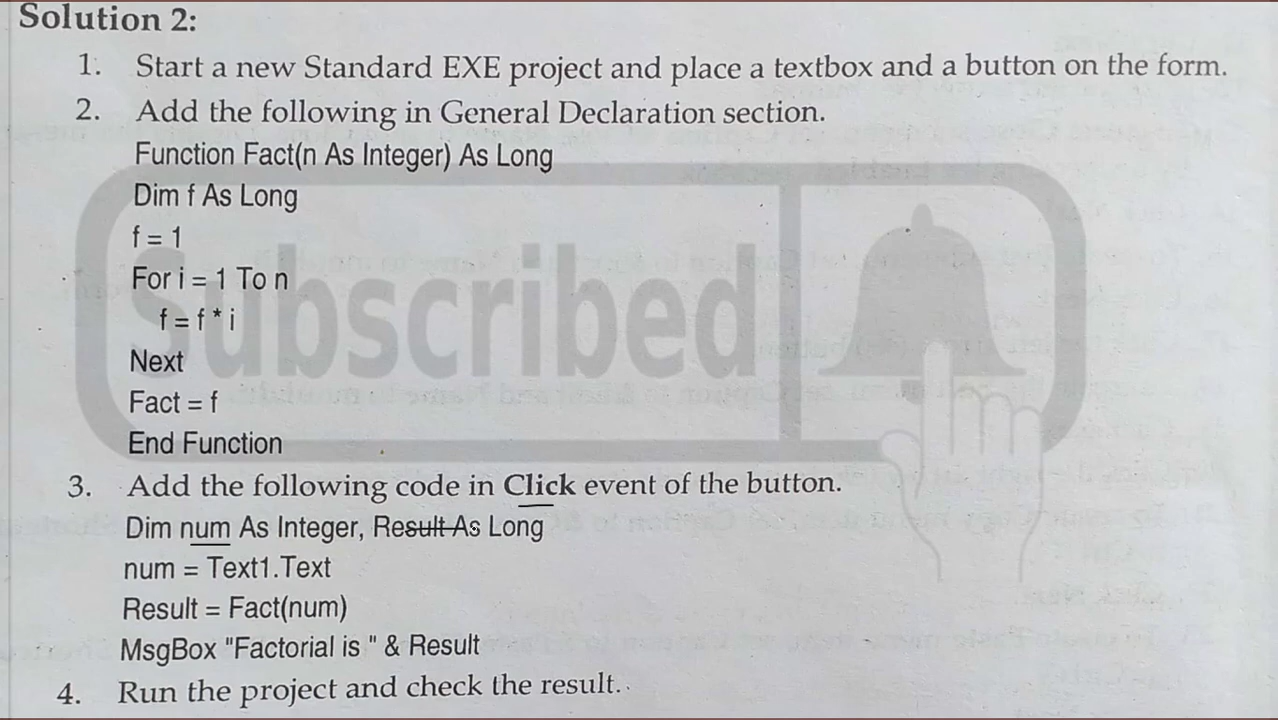 Solution 2:
1. Start a new Standard EXE project and place a textbox and a button on the form.
2. Add the following in General Declaration section.
Function Fact(n As Integer) As Long
Dim f As Long
f = 1
For i = 1 To n
f = f * i
Next
Fact = f
End Function
3. Add the following code in Click event of the button.
Dim num As Integer, Result As Long
num = Text1.Text
Result = Fact(num)
MsgBox "Factorial is " & Result
4. Run the project and check the result.
Subscribed